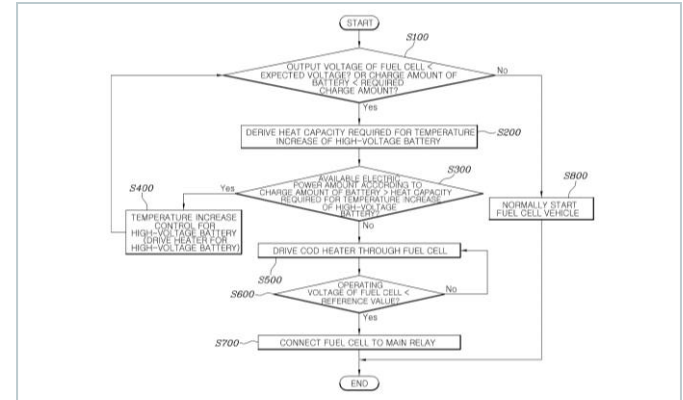 START
S100
OUTPUT VOLTAGE OF FUEL CELL <
EXPECTED VOLTAGE? OR CHARGE AMOUNT OF
BATTERY < REQUIRED
CHARGE AMOUNT?
No
Yes
DERIVE HEAT CAPACITY REQUIRED FOR TEMPERATURE
INCREASE OF HIGH-VOLTAGE BATTERY
S200
S300
AVAILABLE ELECTRIC
POWER AMOUNT ACCORDING TO
CHARGE AMOUNT OF BATTERY > HEAT CAPACITY
REQUIRED FOR TEMPERATURE INCREASE
OF HIGH-VOLTAGE
BATTERY?
Yes
No
S400
TEMPERATURE INCREASE
CONTROL FOR
HIGH-VOLTAGE BATTERY
(DRIVE HEATER FOR
HIGH-VOLTAGE BATTERY)
S800
NORMALLY START
FUEL CELL VEHICLE
DRIVE COD HEATER THROUGH FUEL CELL
S500
S600
OPERATING
VOLTAGE OF FUEL CELL <
REFERENCE VALUE?
No
Yes
S700
CONNECT FUEL CELL TO MAIN RELAY
END